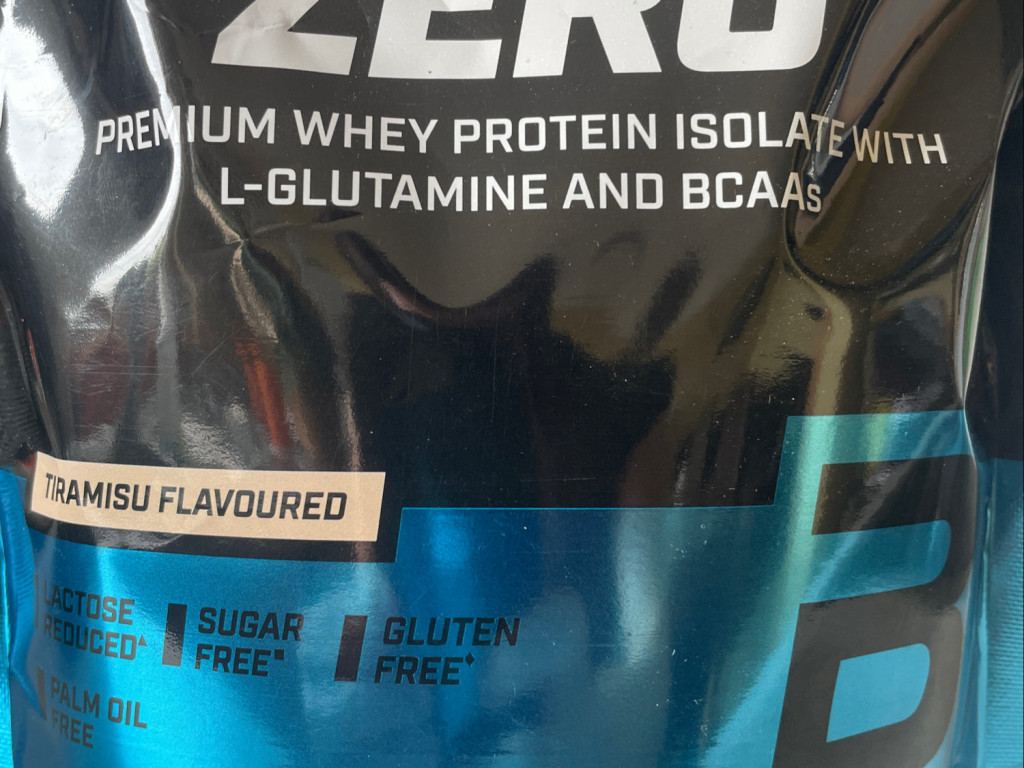 ZERO
PREMIUM WHEY PROTEIN ISOLATE WITH
L-GLUTAMINE AND BCAAs
TIRAMISU FLAVOURED
LACTOSE
REDUCED▲
SUGAR
FREE■
GLUTEN
FREE♦
PALM OIL
FREE
B